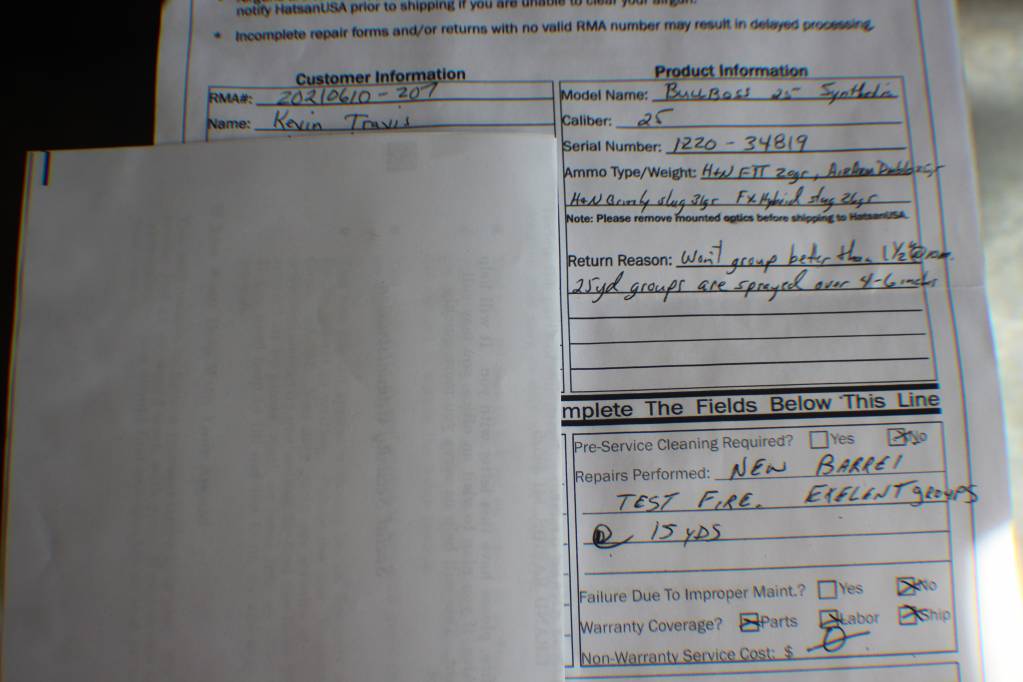 notify HatsanUSA prior to shipping if you are unable to clear your airgun.
* Incomplete repair forms and/or returns with no valid RMA number may result in delayed processing.
Customer Information
RMA#: 20210610-207
Name: Kevin Travis
Product Information
Model Name: BullBoss 25 Synthetic
Caliber: 25
Serial Number: 1220-34819
Ammo Type/Weight: H+N FTT 20gr,
H+N Grizzly slug 31gr FX Hybrid slug 26gr
Note: Please remove mounted optics before shipping to HatsanUSA.
Return Reason: Won't group better than 1 1/2" @
25yd groups are sprayed over 4-6 inches
mplete The Fields Below This Line
Pre-Service Cleaning Required? Yes No
Repairs Performed: NEW BARREl
TEST FIRE. EXELENT groups
@ 15 YDS
Failure Due To Improper Maint.? Yes No
Warranty Coverage? Parts Labor Ship
Non-Warranty Service Cost: $ 0